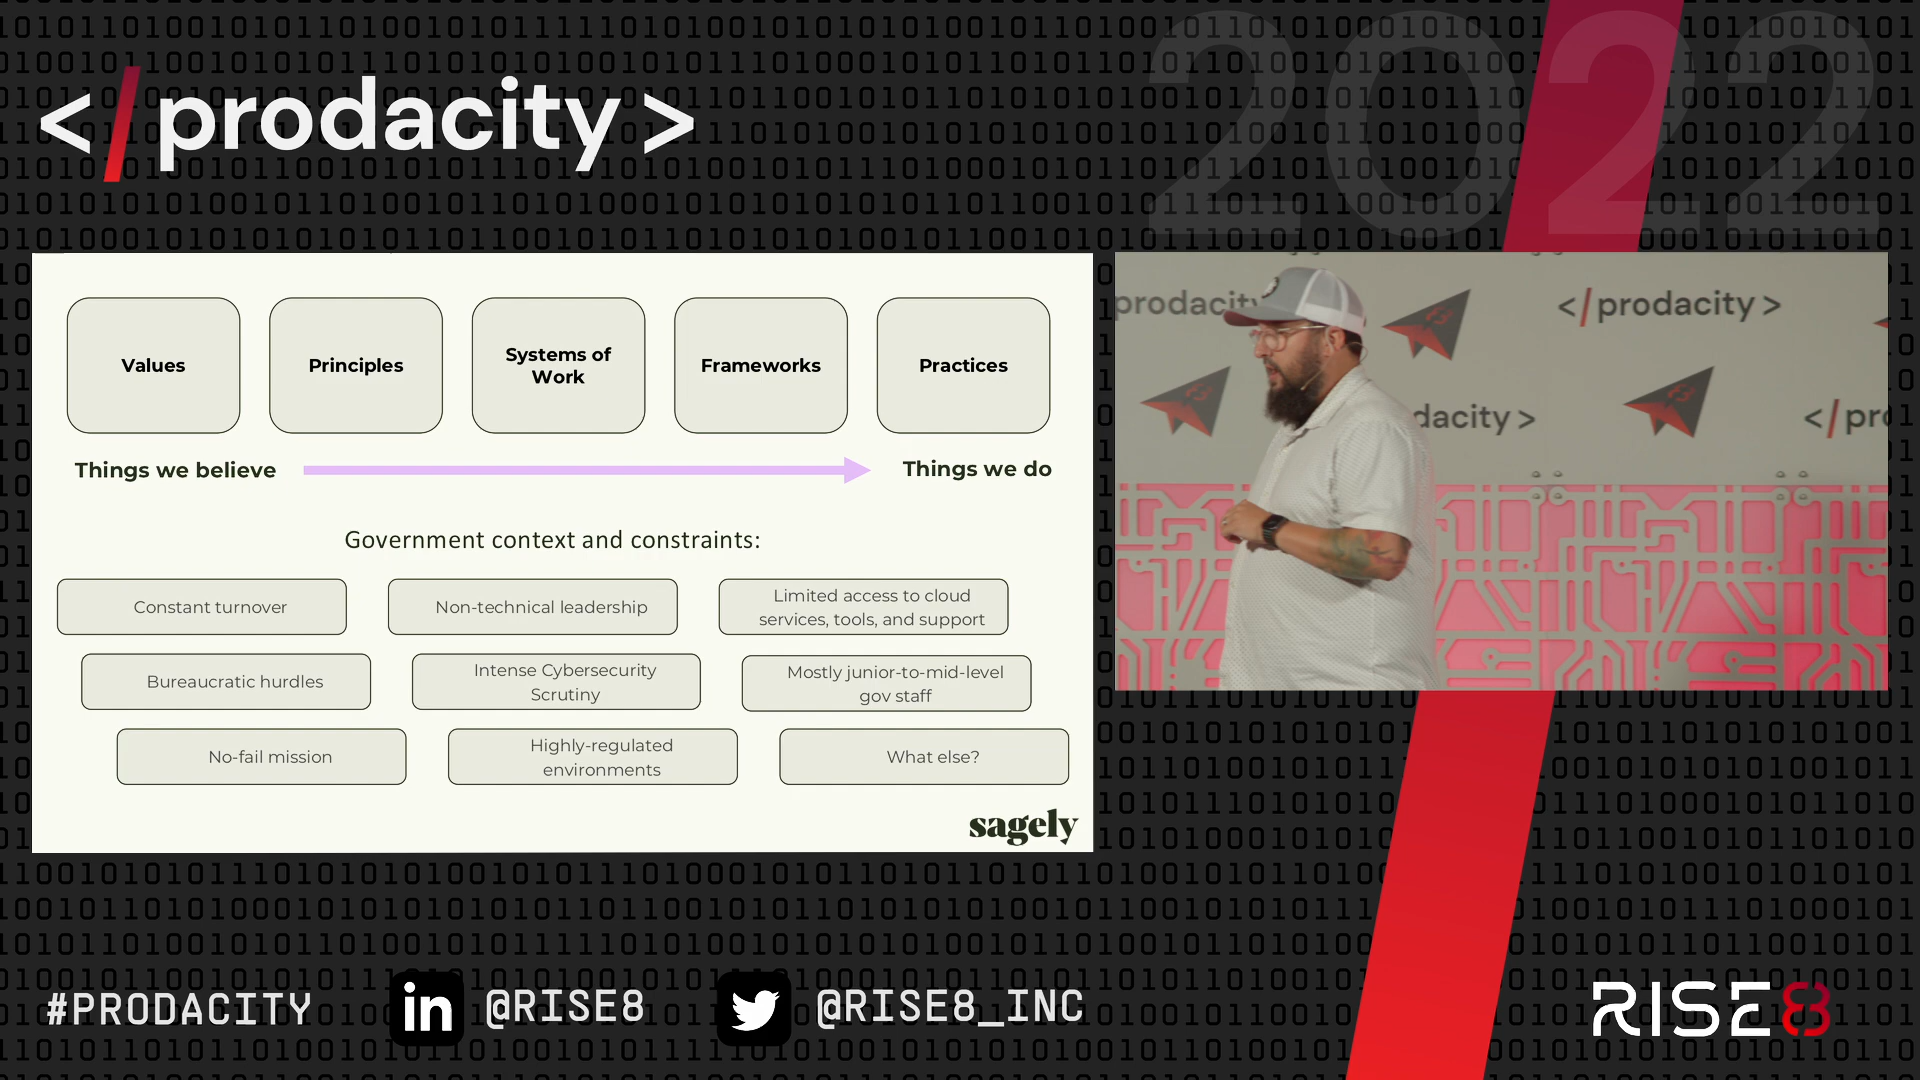 2022
</prodacity>
Values
Principles
Systems of
Work
Frameworks
Practices
Things we believe
Things we do
Government context and constraints:
Constant turnover
Non-technical leadership
Limited access to cloud
services, tools, and support
Bureaucratic hurdles
Intense Cybersecurity
Scrutiny
Mostly junior-to-mid-level
gov staff
No-fail mission
Highly-regulated
environments
What else?
sagely
prodacity
</prodacity>
dacity>
</pro
#PRODACITY
in
@RISE8
@RISE8_INC
RISE8